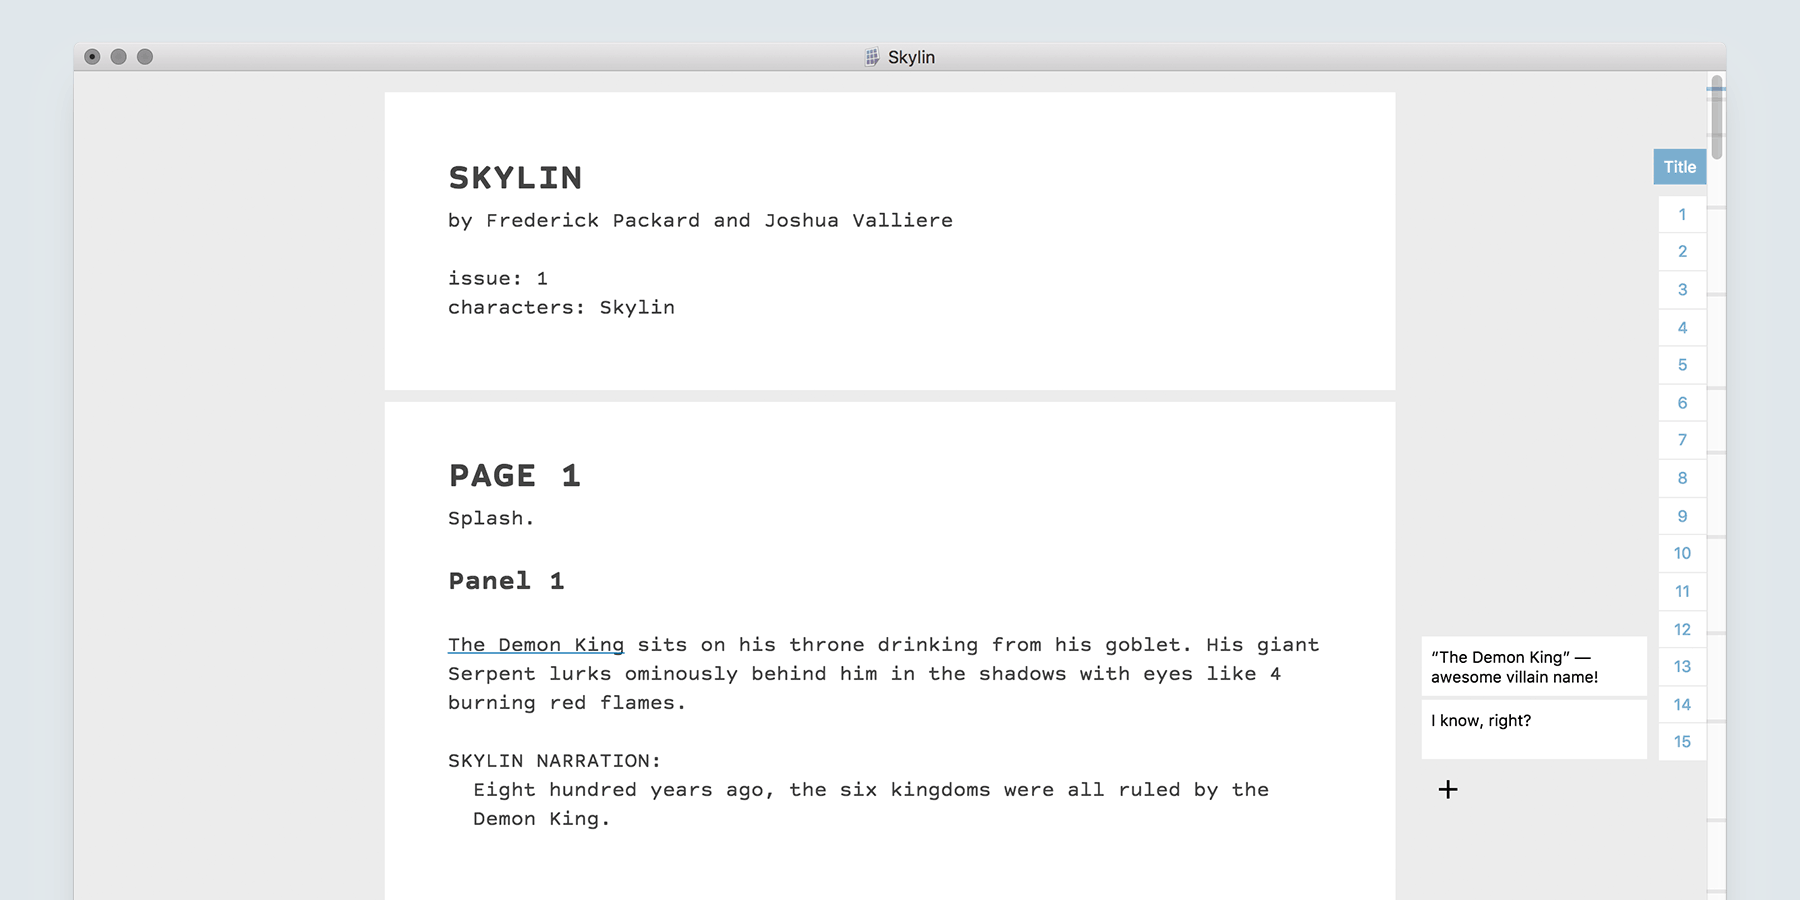 Skylin
SKYLIN
by Frederick Packard and Joshua Valliere
issue: 1
characters: Skylin
PAGE 1
Splash.
Panel 1
The Demon King sits on his throne drinking from his goblet. His giant
Serpent lurks ominously behind him in the shadows with eyes like 4
burning red flames.
SKYLIN NARRATION:
Eight hundred years ago, the six kingdoms were all ruled by the
Demon King.
"The Demon King" —
awesome villain name!
I know, right?
+
Title
1
2
3
4
5
6
7
8
9
10
11
12
13
14
15